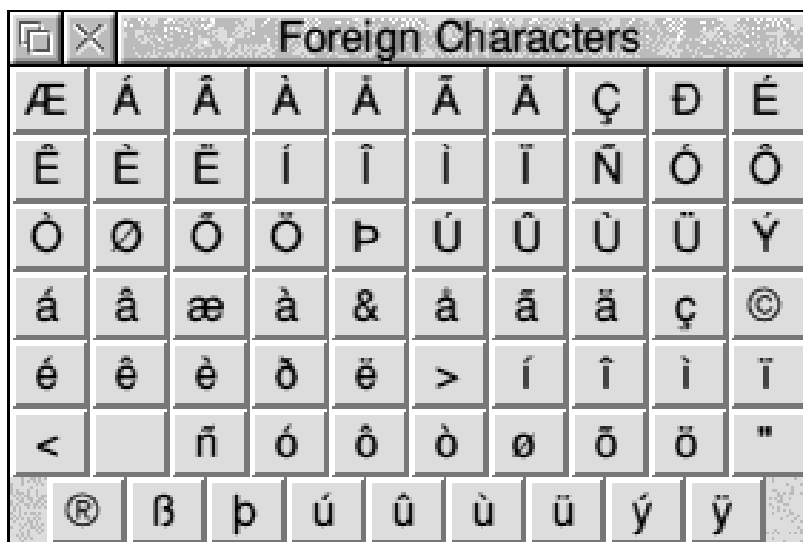 Foreign Characters
Æ Á Â À Å Ã Ä Ç Ð É
Ê È Ë Í Î Ì Ï Ñ Ó Ô
Ò Ø Õ Ö Þ Ú Û Ù Ü Ý
á â æ à & å ã ä ç ©
é ê è ð ë > í î ì ï
< ñ ó ô ò ø õ ö "
® ß þ ú û ù ü ý ÿ